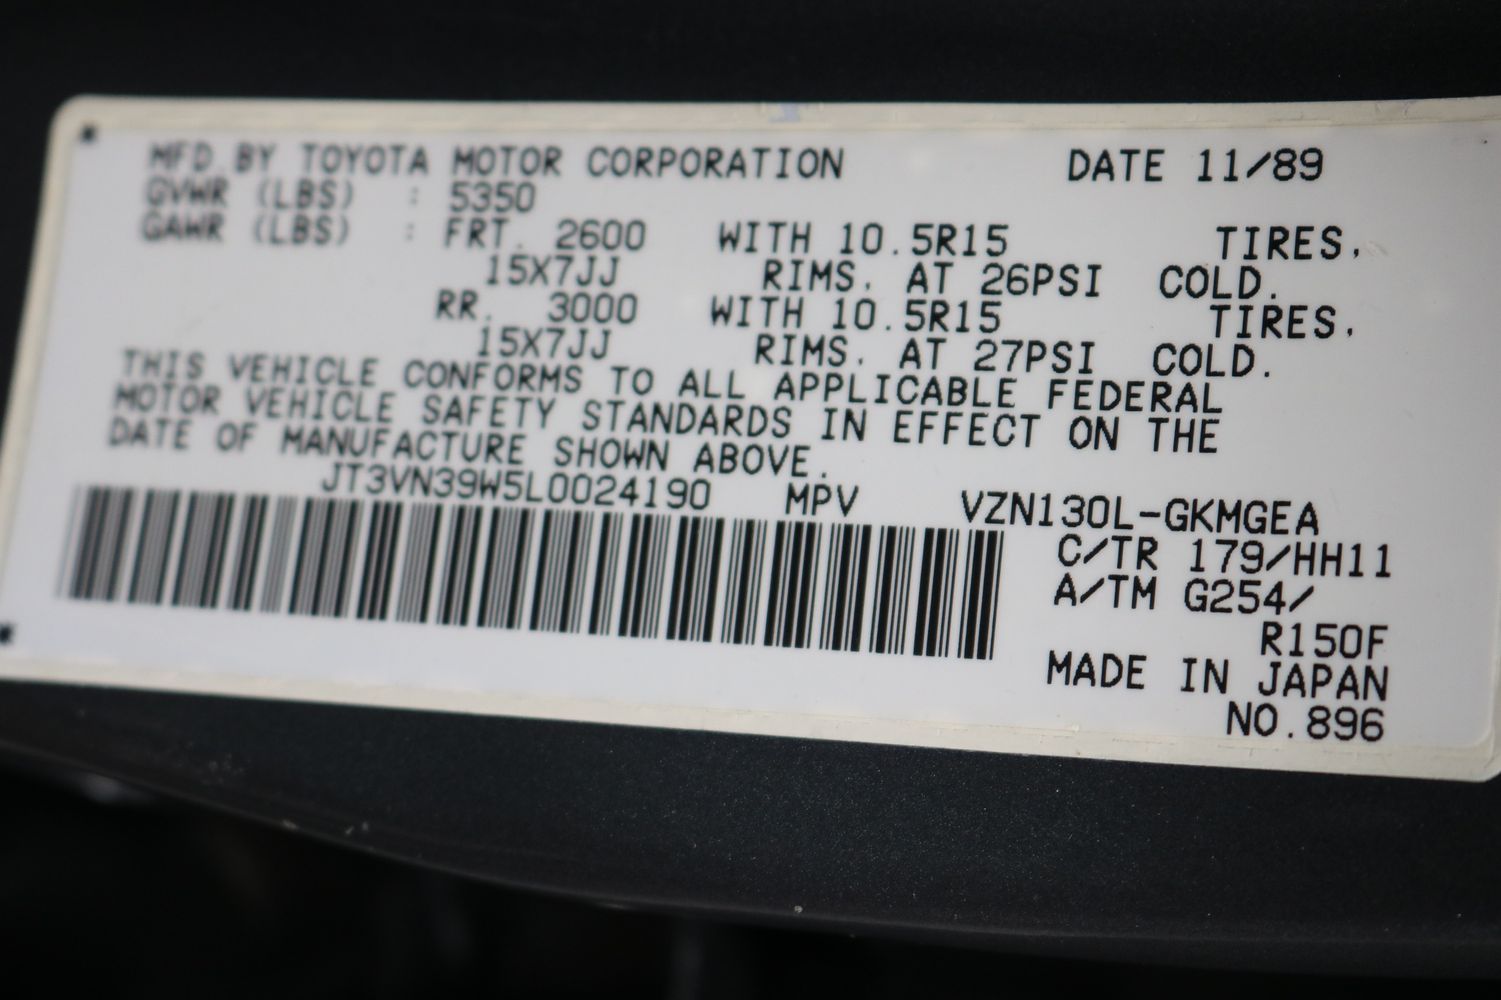 MFD BY TOYOTA MOTOR CORPORATION DATE 11/89
GVWR (LBS) : 5350
GAWR (LBS) : FRT. 2600 WITH 10.5R15 TIRES,
15X7JJ RIMS. AT 26PSI COLD.
RR. 3000 WITH 10.5R15 TIRES,
15X7JJ RIMS. AT 27PSI COLD.
THIS VEHICLE CONFORMS TO ALL APPLICABLE FEDERAL
MOTOR VEHICLE SAFETY STANDARDS IN EFFECT ON THE
DATE OF MANUFACTURE SHOWN ABOVE.
JT3VN39W5L0024190 MPV VZN130L-GKMGEA
C/TR 179/HH11
A/TM G254/
R150F
MADE IN JAPAN
NO.896